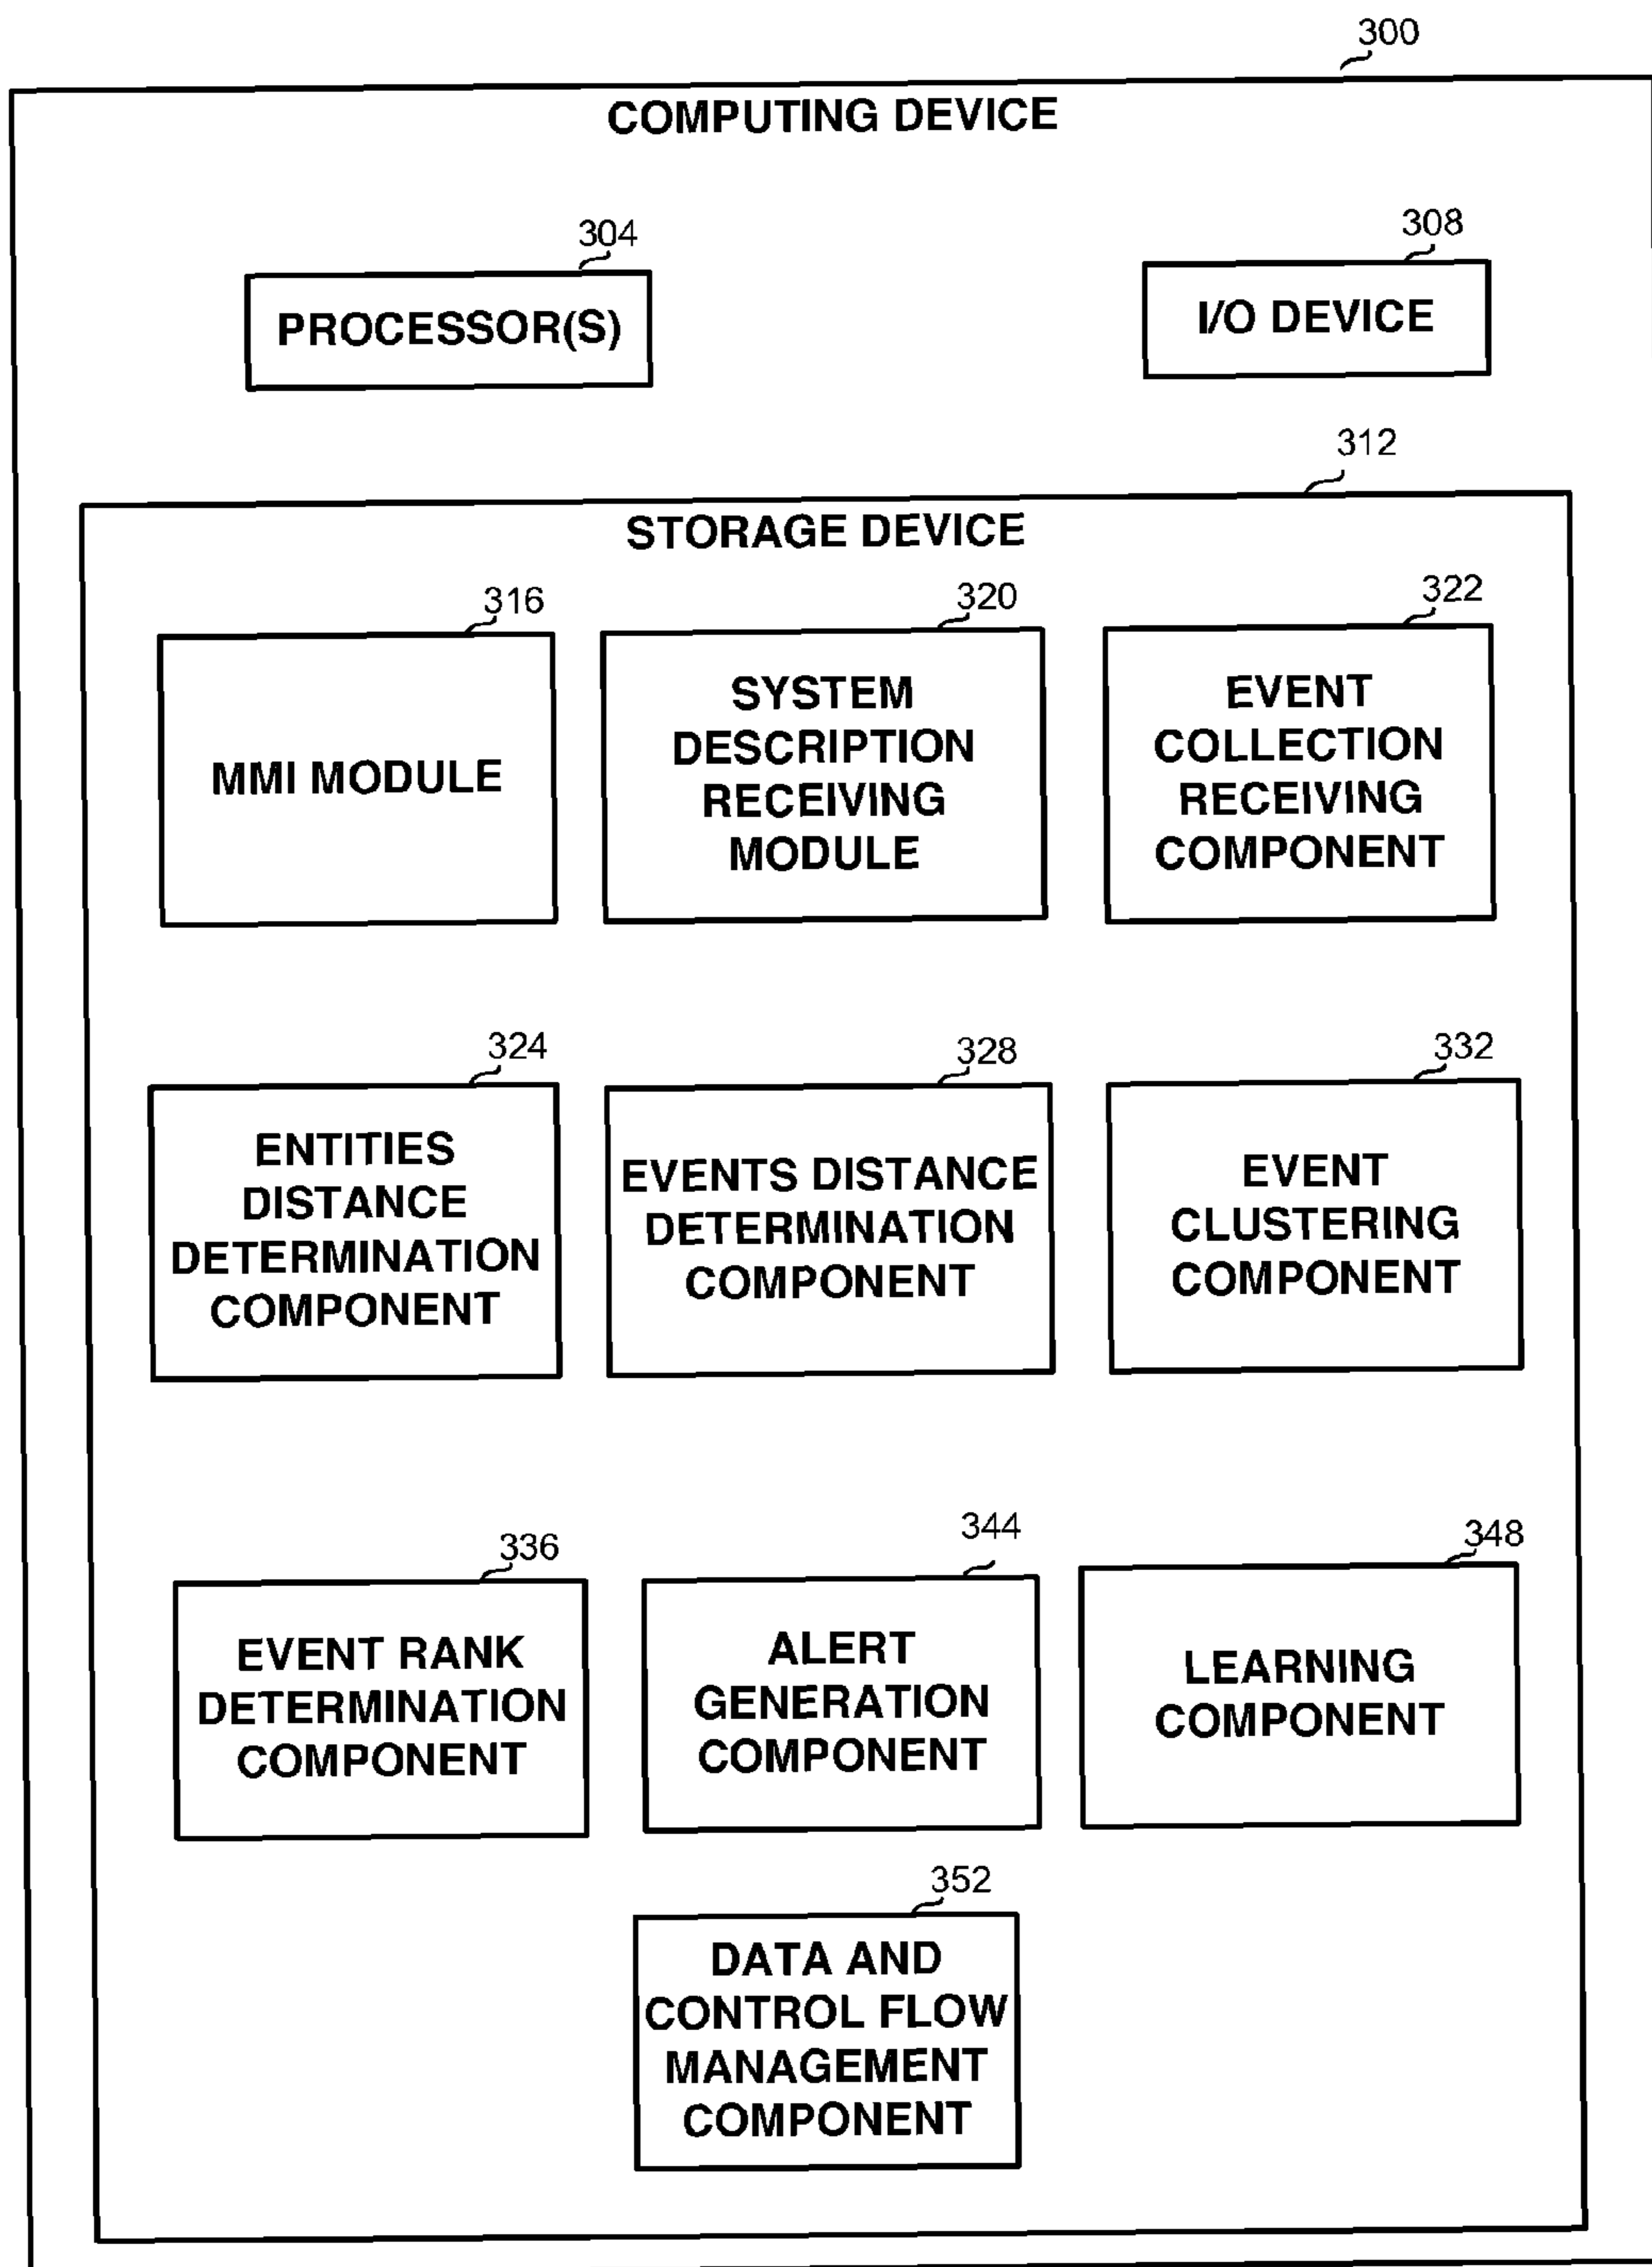 300
COMPUTING DEVICE
304
PROCESSOR(S)
308
I/O DEVICE
312
STORAGE DEVICE
316
MMI MODULE
320
SYSTEM
DESCRIPTION
RECEIVING
MODULE
322
EVENT
COLLECTION
RECEIVING
COMPONENT
324
ENTITIES
DISTANCE
DETERMINATION
COMPONENT
328
EVENTS DISTANCE
DETERMINATION
COMPONENT
332
EVENT
CLUSTERING
COMPONENT
336
EVENT RANK
DETERMINATION
COMPONENT
344
ALERT
GENERATION
COMPONENT
348
LEARNING
COMPONENT
352
DATA AND
CONTROL FLOW
MANAGEMENT
COMPONENT